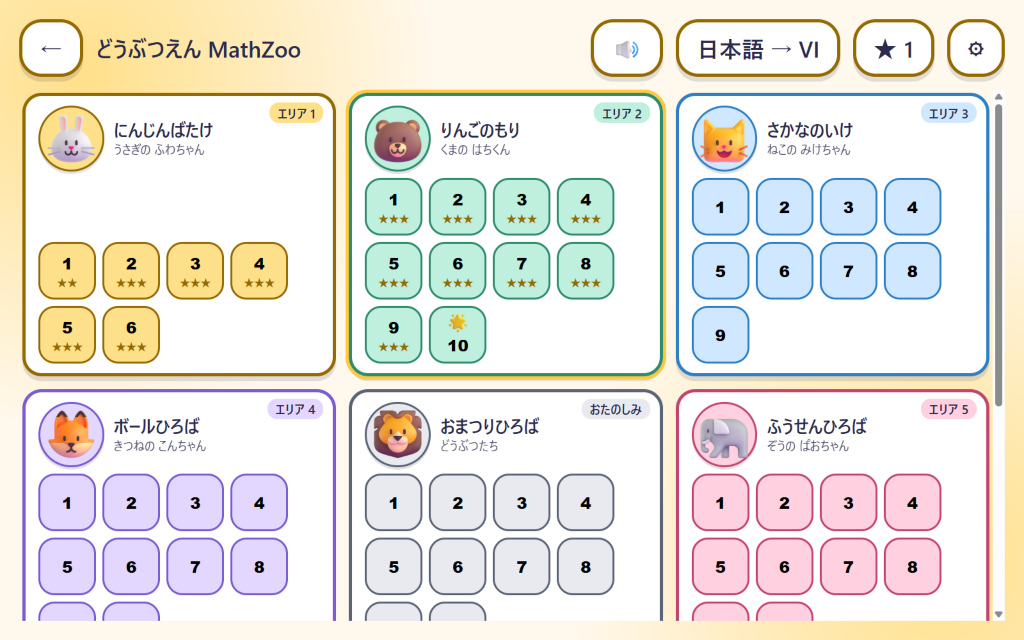 ← どうぶつえん MathZoo 日本語 → VI ★ 1
エリア 1
にんじんばたけ
うさぎの ふわちゃん
1 2 3 4
★★ ★★★ ★★★ ★★★
5 6
★★★ ★★★
エリア 2
りんごのもり
くまの はちくん
1 2 3 4
★★★ ★★★ ★★★ ★★★
5 6 7 8
★★★ ★★★ ★★★ ★★★
9 10
★★★
エリア 3
さかなのいけ
ねこの みけちゃん
1 2 3 4
5 6 7 8
9
エリア 4
ボールひろば
きつねの こんちゃん
1 2 3 4
5 6 7 8
おたのしみ
おまつりひろば
どうぶつたち
1 2 3 4
5 6 7 8
エリア 5
ふうせんひろば
ぞうの ぱおちゃん
1 2 3 4
5 6 7 8